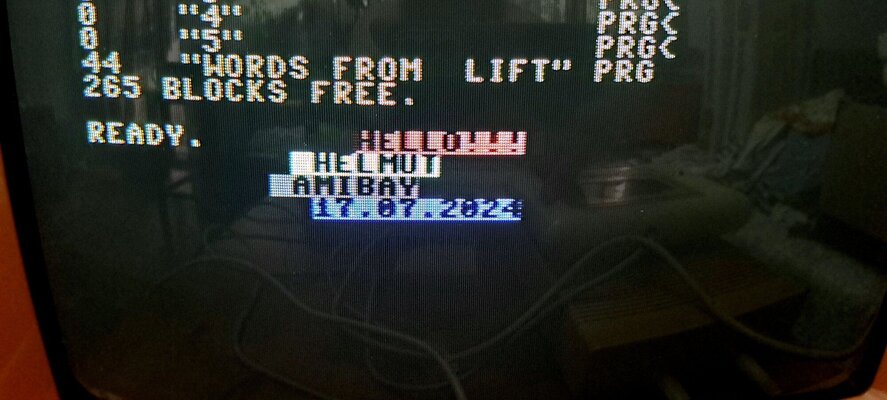 0 "4" PRG<
0 "5" PRG<
44 "WORDS FROM LIFT" PRG
265 BLOCKS FREE.
READY.
HELLO!!!
HELMUT
AMIBAY
17.07.2024